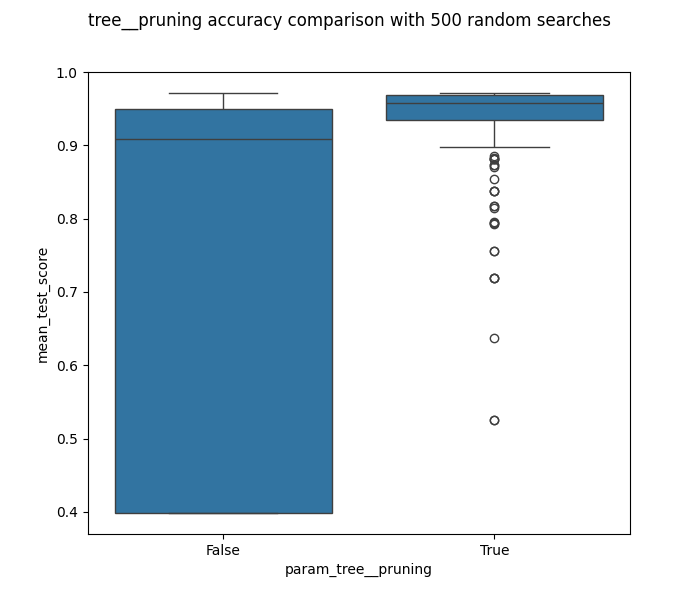 tree__pruning accuracy comparison with 500 random searches
1.0
0.9
0.8
0.7
0.6
0.5
0.4
mean_test_score
False
True
param_tree__pruning